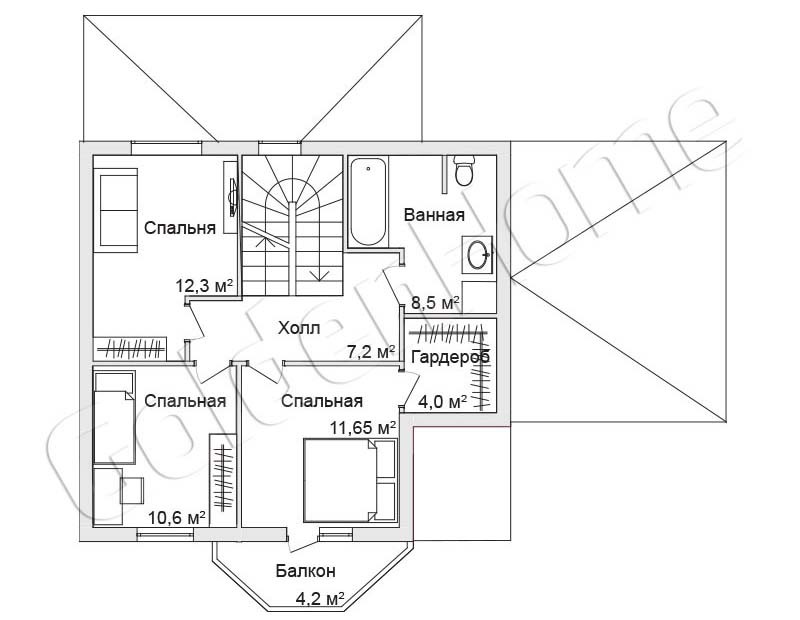 Спальня
12,3 м²
Ванная
8,5 м²
Холл
7,2 м²
Гардероб
4,0 м²
Спальная
10,6 м²
Спальная
11,65 м²
Балкон
4,2 м²
GoldenHome